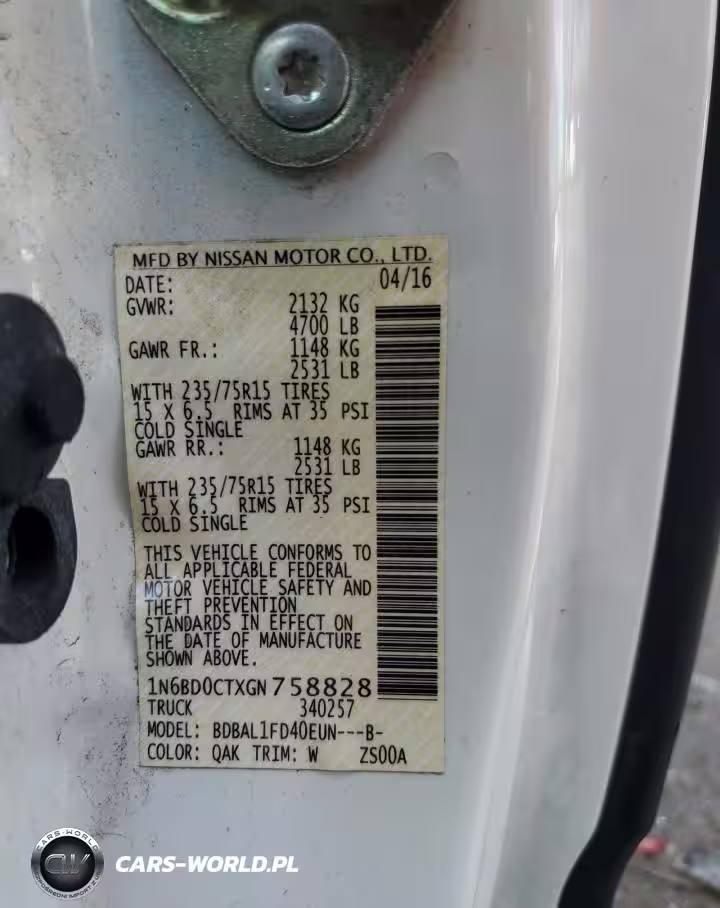 MFD BY NISSAN MOTOR CO., LTD.
DATE: 04/16
GVWR: 2132 KG
4700 LB
GAWR FR.: 1148 KG
2531 LB
WITH 235/75R15 TIRES
15 X 6.5 RIMS AT 35 PSI
COLD SINGLE
GAWR RR.: 1148 KG
2531 LB
WITH 235/75R15 TIRES
15 X 6.5 RIMS AT 35 PSI
COLD SINGLE
THIS VEHICLE CONFORMS TO
ALL APPLICABLE FEDERAL
MOTOR VEHICLE SAFETY AND
THEFT PREVENTION
STANDARDS IN EFFECT ON
THE DATE OF MANUFACTURE
SHOWN ABOVE.
1N6BD0CTXGN758828
TRUCK 340257
MODEL: BDBAL1FD40EUN---B-
COLOR: QAK TRIM: W ZS00A
CARS-WORLD
CW
CARS-WORLD.PL